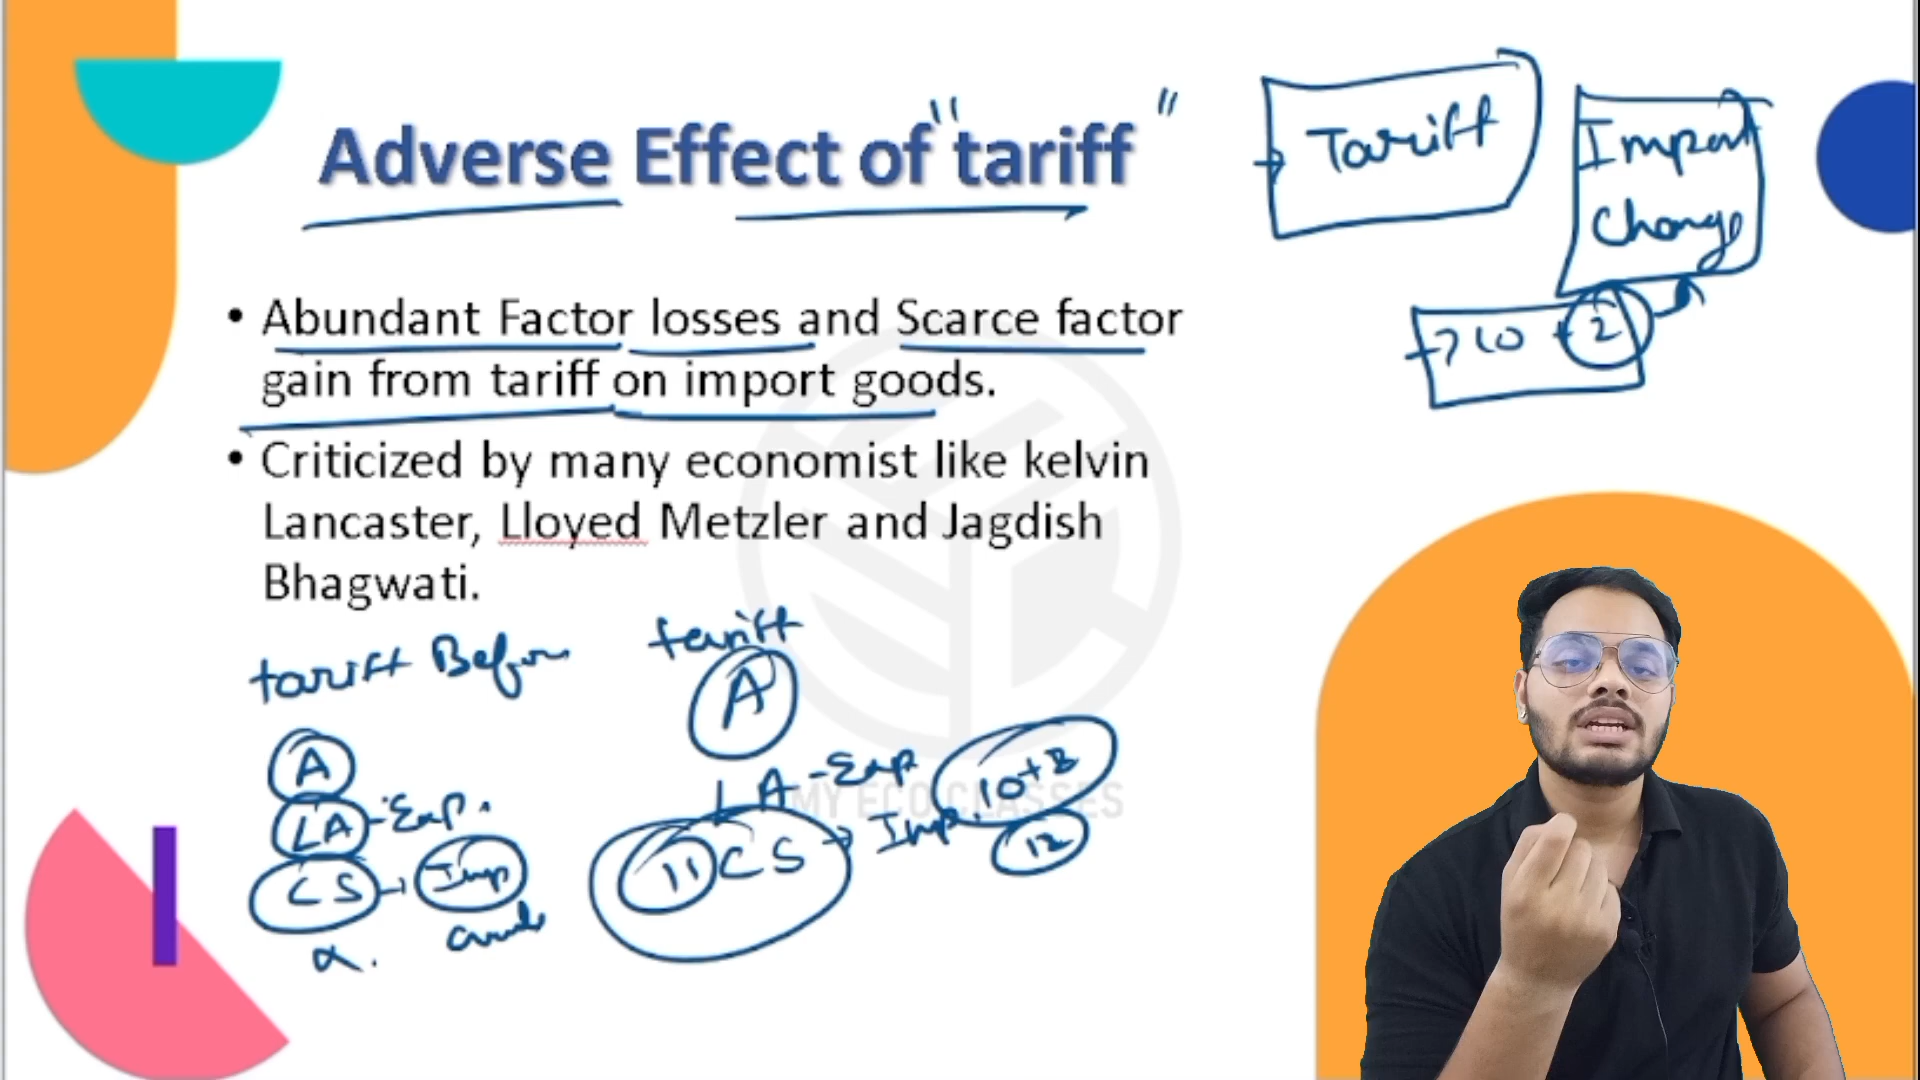 Adverse Effect of "tariff"
Tariff
Import
Change
10 + 2
• Abundant Factor losses and Scarce factor
gain from tariff on import goods.
• Criticized by many economist like kelvin
Lancaster, Lloyed Metzler and Jagdish
Bhagwati.
tariff Before
tariff
A
A
LA - Exp.
LA - Exp
10+
CS → Imp
11 CS → Imp.
12
MY ECO CLASSES